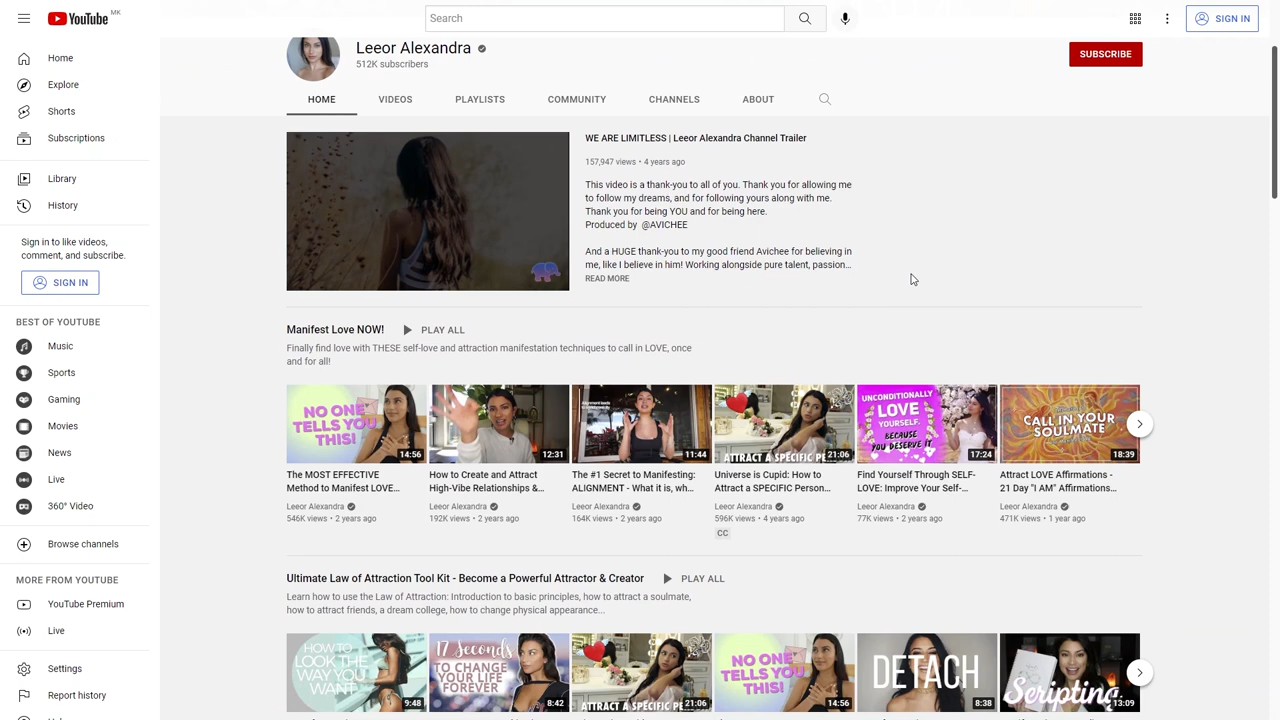 YouTube MK
Search
SIGN IN
Home
Explore
Shorts
Subscriptions
Library
History
Sign in to like videos,
comment, and subscribe.
SIGN IN
BEST OF YOUTUBE
Music
Sports
Gaming
Movies
News
Live
360° Video
Browse channels
MORE FROM YOUTUBE
YouTube Premium
Live
Settings
Report history
Leeor Alexandra
512K subscribers
SUBSCRIBE
HOME VIDEOS PLAYLISTS COMMUNITY CHANNELS ABOUT
WE ARE LIMITLESS | Leeor Alexandra Channel Trailer
157,947 views • 4 years ago
This video is a thank-you to all of you. Thank you for allowing me
to follow my dreams, and for following yours along with me.
Thank you for being YOU and for being here.
Produced by @AVICHEE
And a HUGE thank-you to my good friend Avichee for believing in
me, like I believe in him! Working alongside pure talent, passion...
READ MORE
Manifest Love NOW! PLAY ALL
Finally find love with THESE self-love and attraction manifestation techniques to call in LOVE, once
and for all!
NO ONE
TELLS YOU
THIS!
14:56
The MOST EFFECTIVE
Method to Manifest LOVE...
Leeor Alexandra
546K views • 2 years ago
12:31
How to Create and Attract
High-Vibe Relationships &...
Leeor Alexandra
192K views • 2 years ago
11:44
The #1 Secret to Manifesting:
ALIGNMENT - What it is, wh...
Leeor Alexandra
164K views • 2 years ago
ATTRACT A SPECIFIC PE
21:06
Universe is Cupid: How to
Attract a SPECIFIC Person...
Leeor Alexandra
596K views • 4 years ago
CC
UNCONDITIONALLY
LOVE
YOURSELF.
BECAUSE
YOU DESERVE IT
17:24
Find Yourself Through SELF-
LOVE: Improve Your Self-...
Leeor Alexandra
77K views • 2 years ago
CALL IN YOUR
SOULMATE
18:39
Attract LOVE Affirmations -
21 Day "I AM" Affirmations...
Leeor Alexandra
471K views • 1 year ago
Ultimate Law of Attraction Tool Kit - Become a Powerful Attractor & Creator PLAY ALL
Learn how to use the Law of Attraction: Introduction to basic principles, how to attract a soulmate,
how to attract friends, a dream college, how to change physical appearance...
HOW TO
LOOK THE
WAY YOU
WANT
9:48
17 Seconds
TO CHANGE
YOUR LIFE
FOREVER
8:42
ATTRACT A SPECIFIC PE
21:06
NO ONE
TELLS YOU
THIS!
14:56
DETACH
8:38
Scripting
13:09